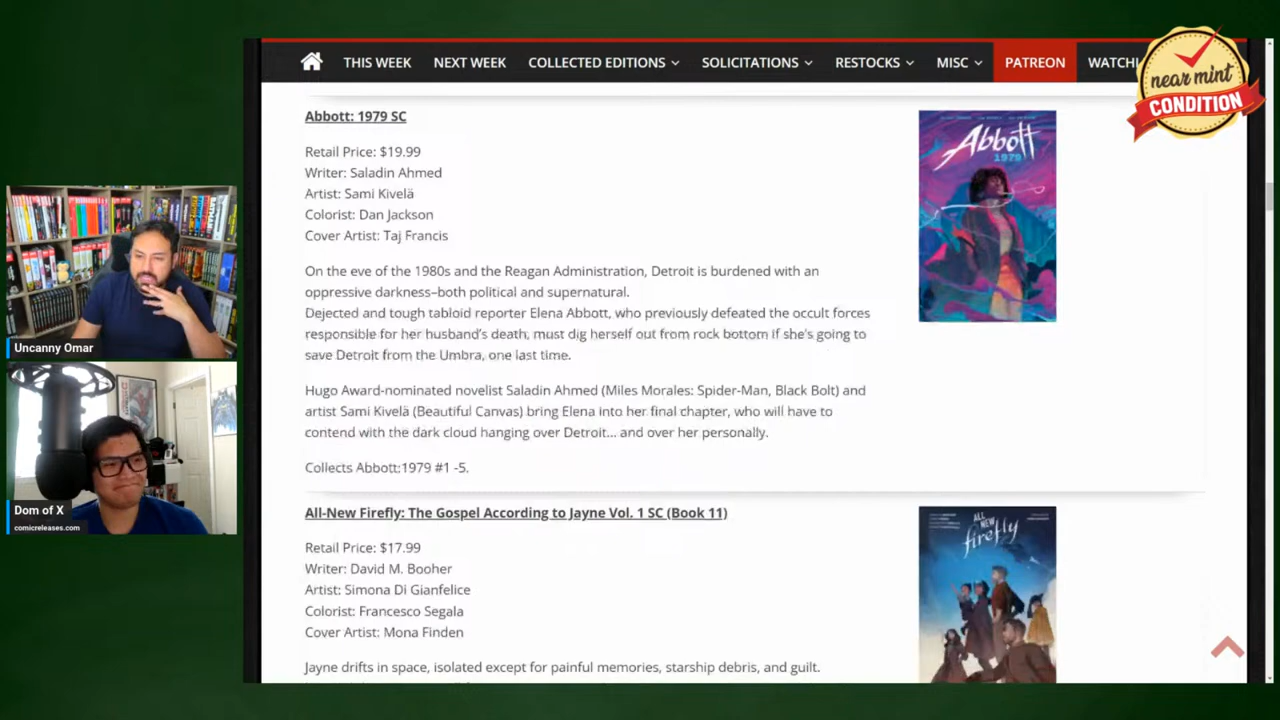 THIS WEEK NEXT WEEK COLLECTED EDITIONS SOLICITATIONS RESTOCKS MISC PATREON WATCHL
near mint
CONDITION
Abbott: 1979 SC
Retail Price: $19.99
Writer: Saladin Ahmed
Artist: Sami Kivelä
Colorist: Dan Jackson
Cover Artist: Taj Francis
On the eve of the 1980s and the Reagan Administration, Detroit is burdened with an
oppressive darkness–both political and supernatural.
Dejected and tough tabloid reporter Elena Abbott, who previously defeated the occult forces
responsible for her husband's death, must dig herself out from rock bottom if she's going to
save Detroit from the Umbra, one last time.
Hugo Award-nominated novelist Saladin Ahmed (Miles Morales: Spider-Man, Black Bolt) and
artist Sami Kivelä (Beautiful Canvas) bring Elena into her final chapter, who will have to
contend with the dark cloud hanging over Detroit... and over her personally.
Collects Abbott:1979 #1 -5.
Abbott
1979
All-New Firefly: The Gospel According to Jayne Vol. 1 SC (Book 11)
Retail Price: $17.99
Writer: David M. Booher
Artist: Simona Di Gianfelice
Colorist: Francesco Segala
Cover Artist: Mona Finden
Jayne drifts in space, isolated except for painful memories, starship debris, and guilt.
ALL NEW
firefly
Uncanny Omar
Dom of X
comicreleases.com